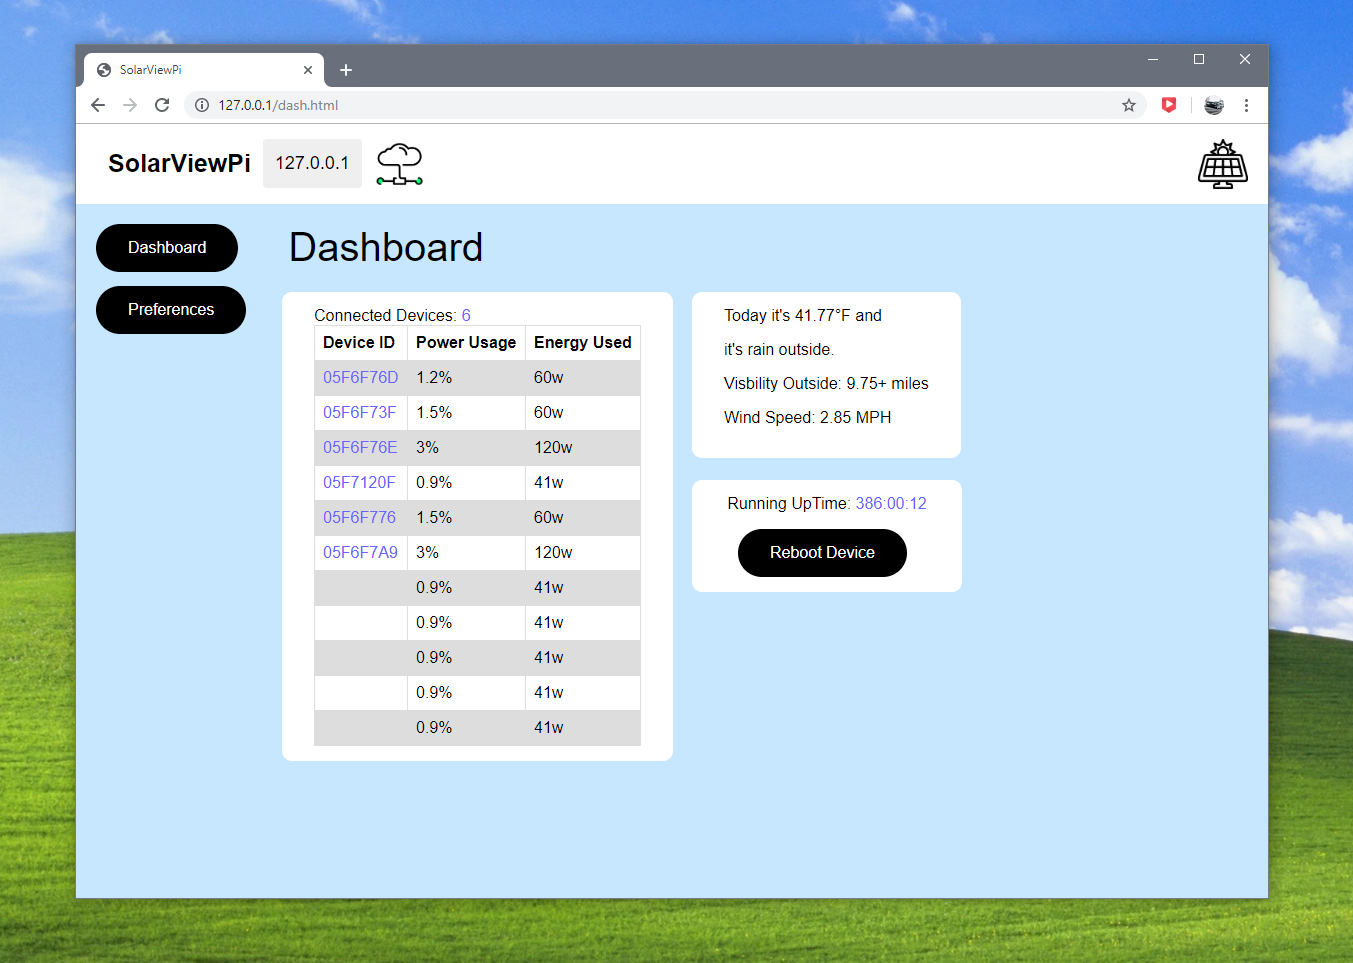 SolarViewPi
127.0.0.1/dash.html
SolarViewPi
127.0.0.1
Dashboard
Preferences
Dashboard
Connected Devices: 6
Device ID Power Usage Energy Used
05F6F76D 1.2% 60w
05F6F73F 1.5% 60w
05F6F76E 3% 120w
05F7120F 0.9% 41w
05F6F776 1.5% 60w
05F6F7A9 3% 120w
0.9% 41w
0.9% 41w
0.9% 41w
0.9% 41w
0.9% 41w
Today it's 41.77°F and
it's rain outside.
Visbility Outside: 9.75+ miles
Wind Speed: 2.85 MPH
Running UpTime: 386:00:12
Reboot Device